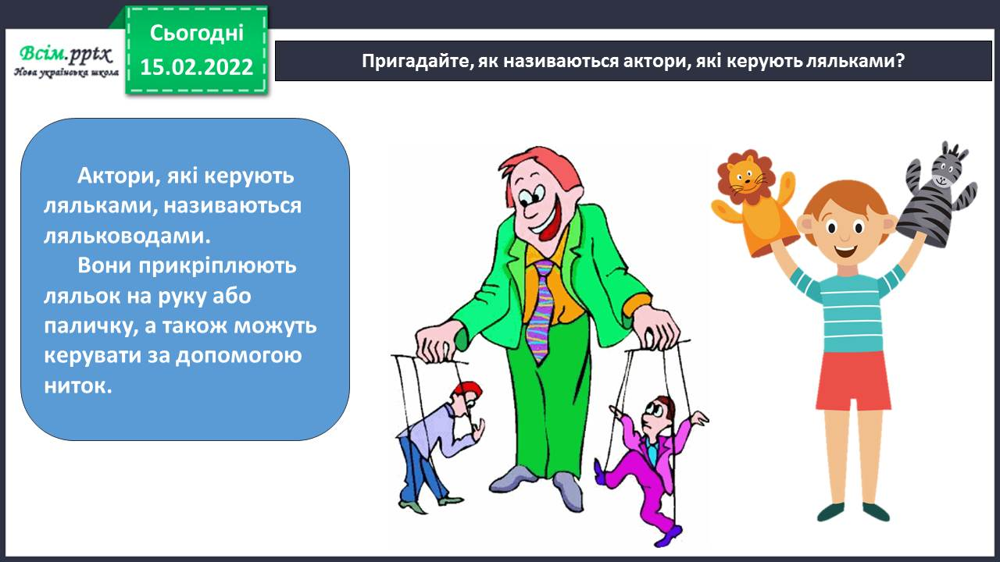 Всім.pptx
Нова українська школа
Сьогодні
15.02.2022
Пригадайте, як називаються актори, які керують ляльками?
Актори, які керують
ляльками, називаються
ляльководами.
Вони прикріплюють
ляльок на руку або
паличку, а також можуть
керувати за допомогою
ниток.